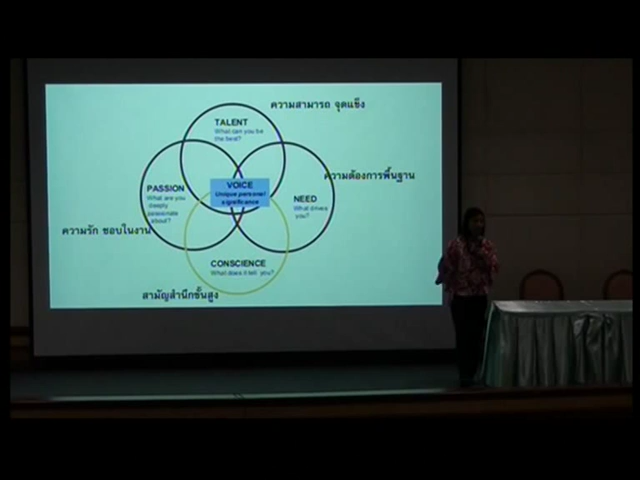 ความสามารถ จุดแข็ง
TALENT
What can you be
the best?
ความต้องการพื้นฐาน
PASSION
What are you
deeply
passionate
about?
VOICE
Unique personal
significance
NEED
What drives
you?
ความรัก ชอบในงาน
CONSCIENCE
What does it tell you?
สามัญสำนึกขั้นสูง